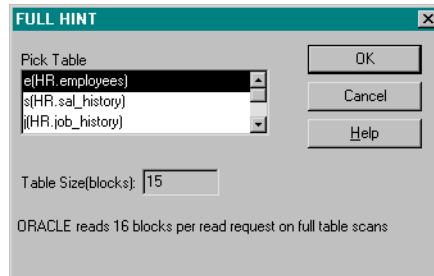 FULL HINT
Pick Table
e(HR.employees)
s(HR.sal_history)
j(HR.job_history)
OK
Cancel
Help
Table Size(blocks): 15
ORACLE reads 16 blocks per read request on full table scans